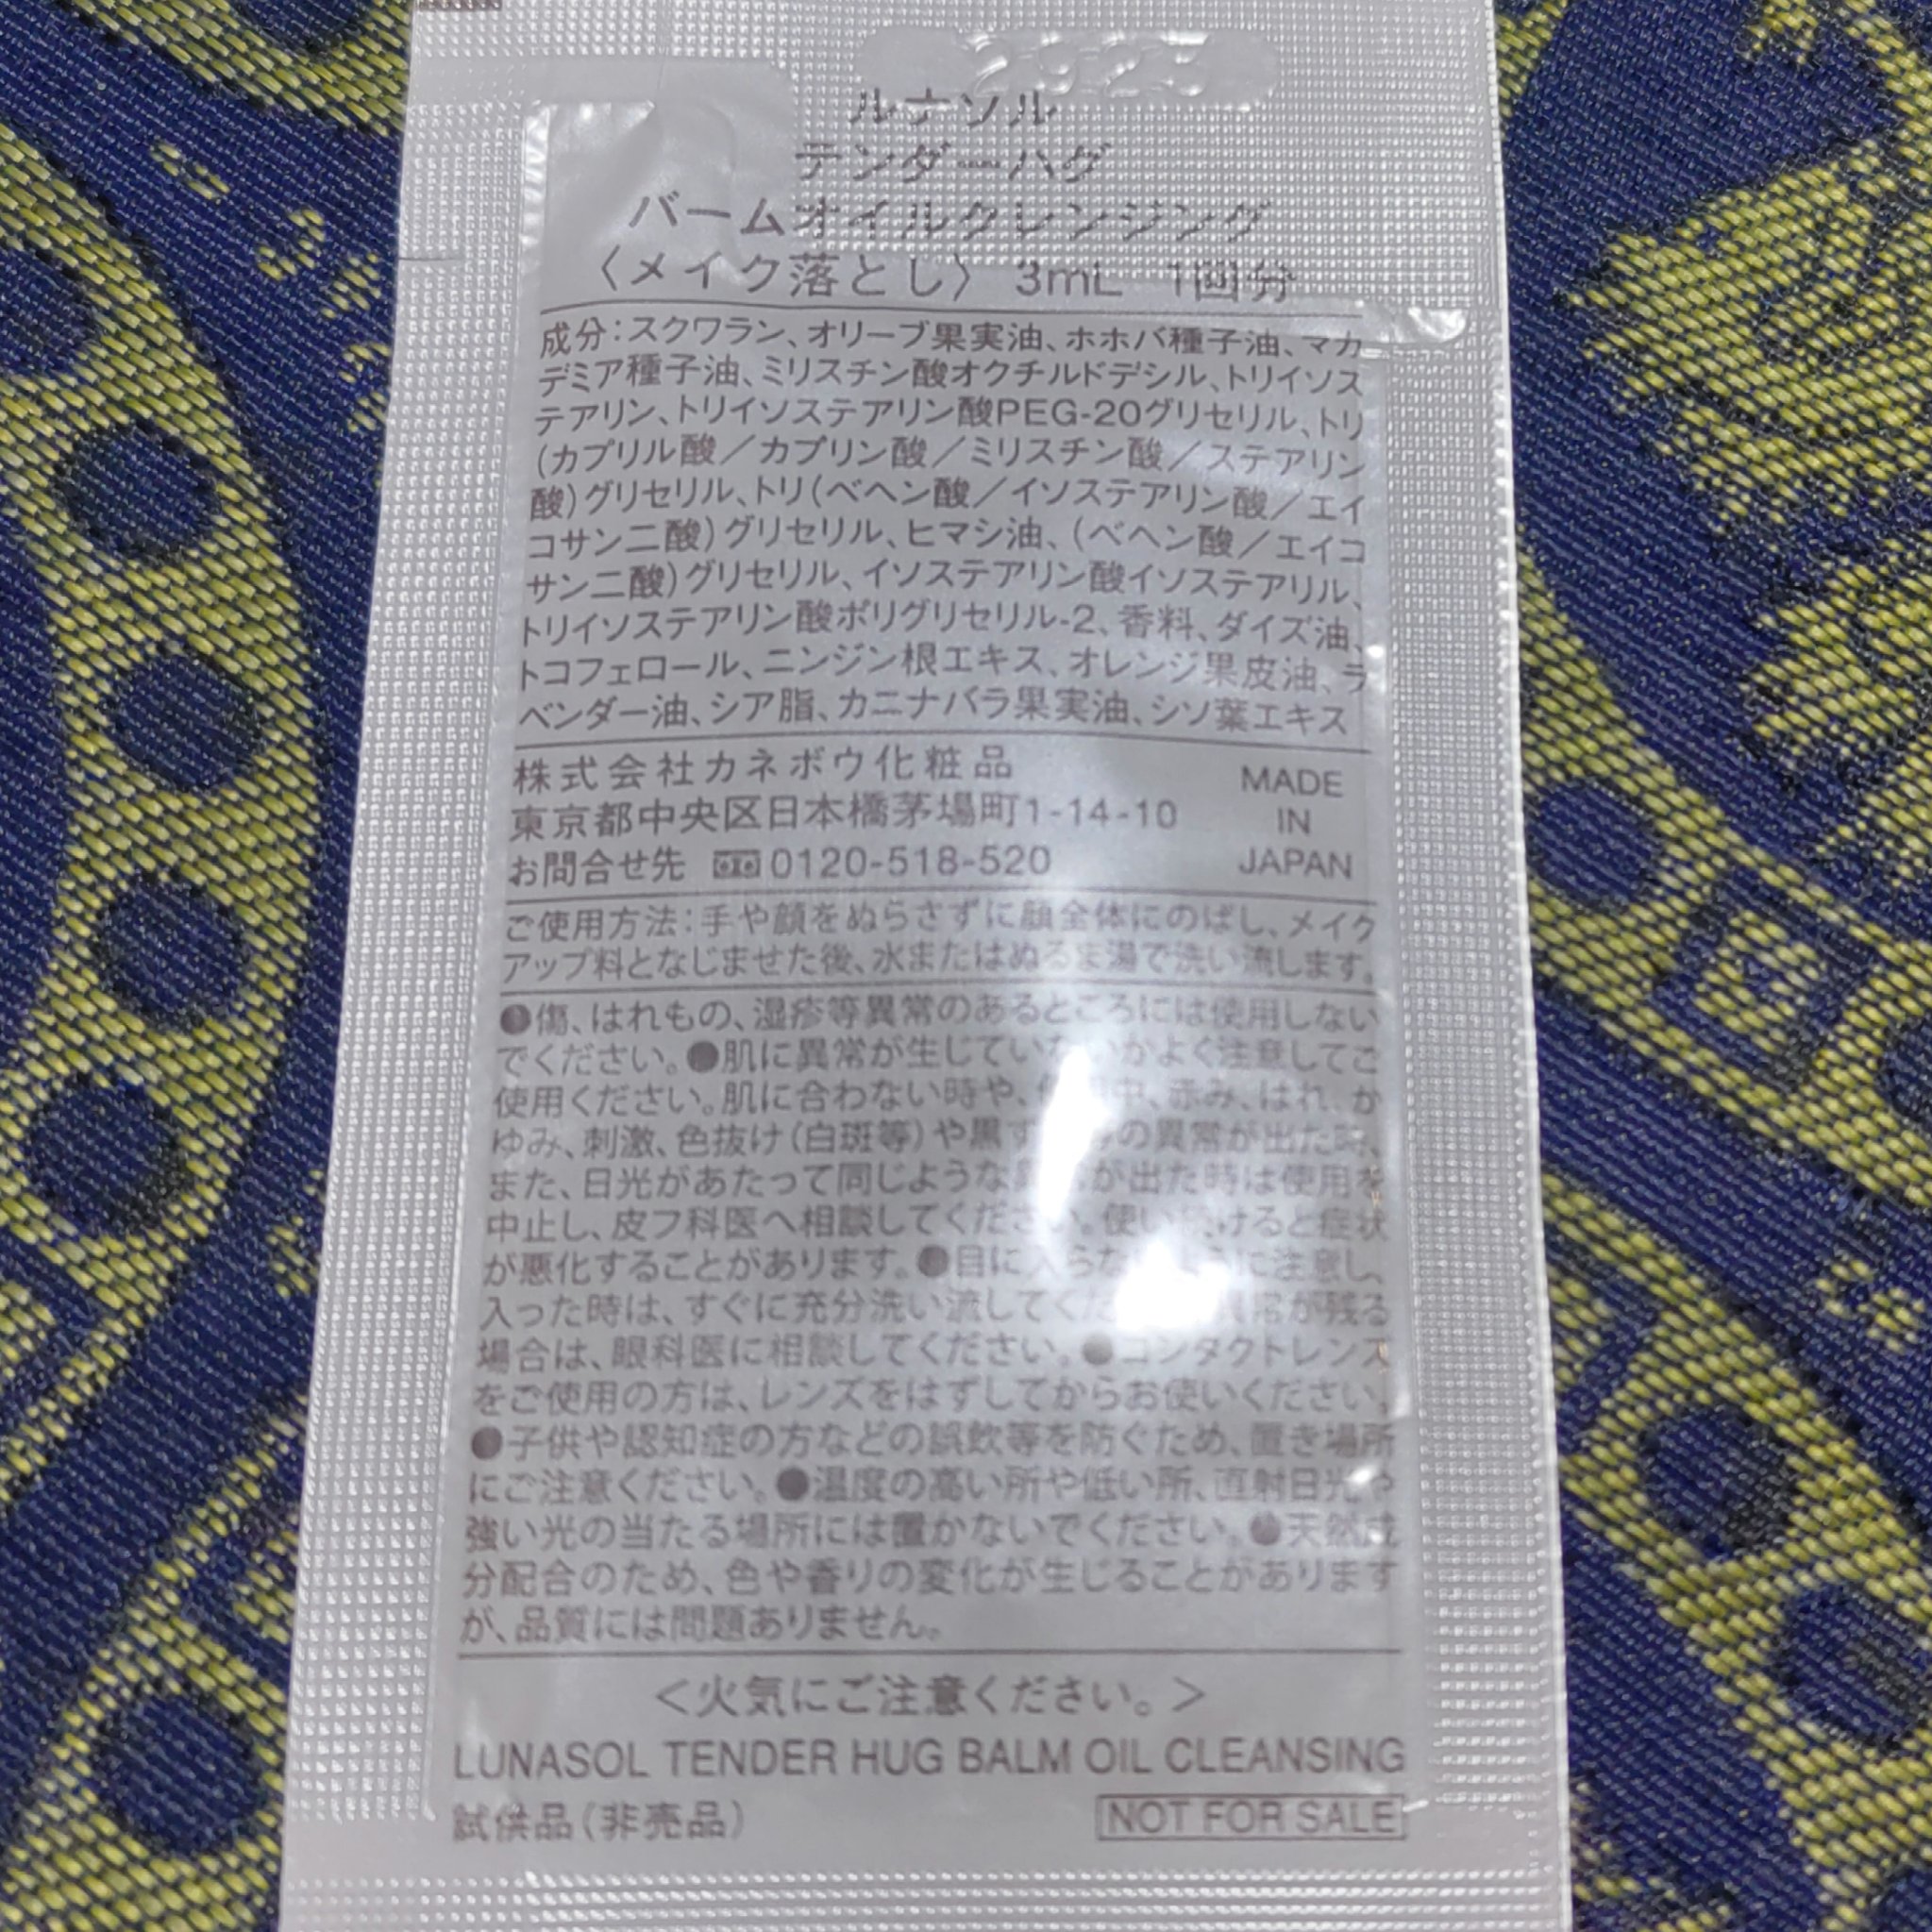 2923
ルナソル
テンダーハグ
バームオイルクレンジング
〈メイク落とし〉 3mL 1回分
成分：スクワラン、オリーブ果実油、ホホバ種子油、マカ
デミア種子油、ミリスチン酸オクチルドデシル、トリイソス
テアリン、トリイソステアリン酸PEG-20グリセリル、トリ
(カプリル酸／カプリン酸／ミリスチン酸／ステアリン
酸)グリセリル、トリ(ベヘン酸／イソステアリン酸／エイ
コサン二酸)グリセリル、ヒマシ油、(ベヘン酸／エイコ
サン二酸)グリセリル、イソステアリン酸イソステアリル、
トリイソステアリン酸ポリグリセリル-2、香料、ダイズ油、
トコフェロール、ニンジン根エキス、オレンジ果皮油、ラ
ベンダー油、シア脂、カニナバラ果実油、シソ葉エキス
株式会社カネボウ化粧品
東京都中央区日本橋茅場町1-14-10
お問合せ先 0120-518-520
MADE
IN
JAPAN
ご使用方法：手や顔をぬらさずに顔全体にのばし、メイク
アップ料となじませた後、水またはぬるま湯で洗い流します。
●傷、はれもの、湿疹等異常のあるところには使用しない
でください。●肌に異常が生じていないかよく注意してご
使用ください。肌に合わない時や、中、赤み、はれ、か
ゆみ、刺激、色抜け(白斑等)や黒ずの異常が出た時、
また、日光があたって同じような が出た時は使用を
中止し、皮フ科医へ相談してください。使い続けると症状
が悪化することがあります。●目に入らないように注意し、
入った時は、すぐに充分洗い流してくだ 異常が残る
場合は、眼科医に相談してください。●コンタクトレンズ
をご使用の方は、レンズをはずしてからお使いください。
●子供や認知症の方などの誤飲等を防ぐため、置き場所
にご注意ください。●温度の高い所や低い所、直射日光や
強い光の当たる場所には置かないでください。●天然成
分配合のため、色や香りの変化が生じることがあります
が、品質には問題ありません。
＜火気にご注意ください。＞
LUNASOL TENDER HUG BALM OIL CLEANSING
試供品(非売品)
NOT FOR SALE